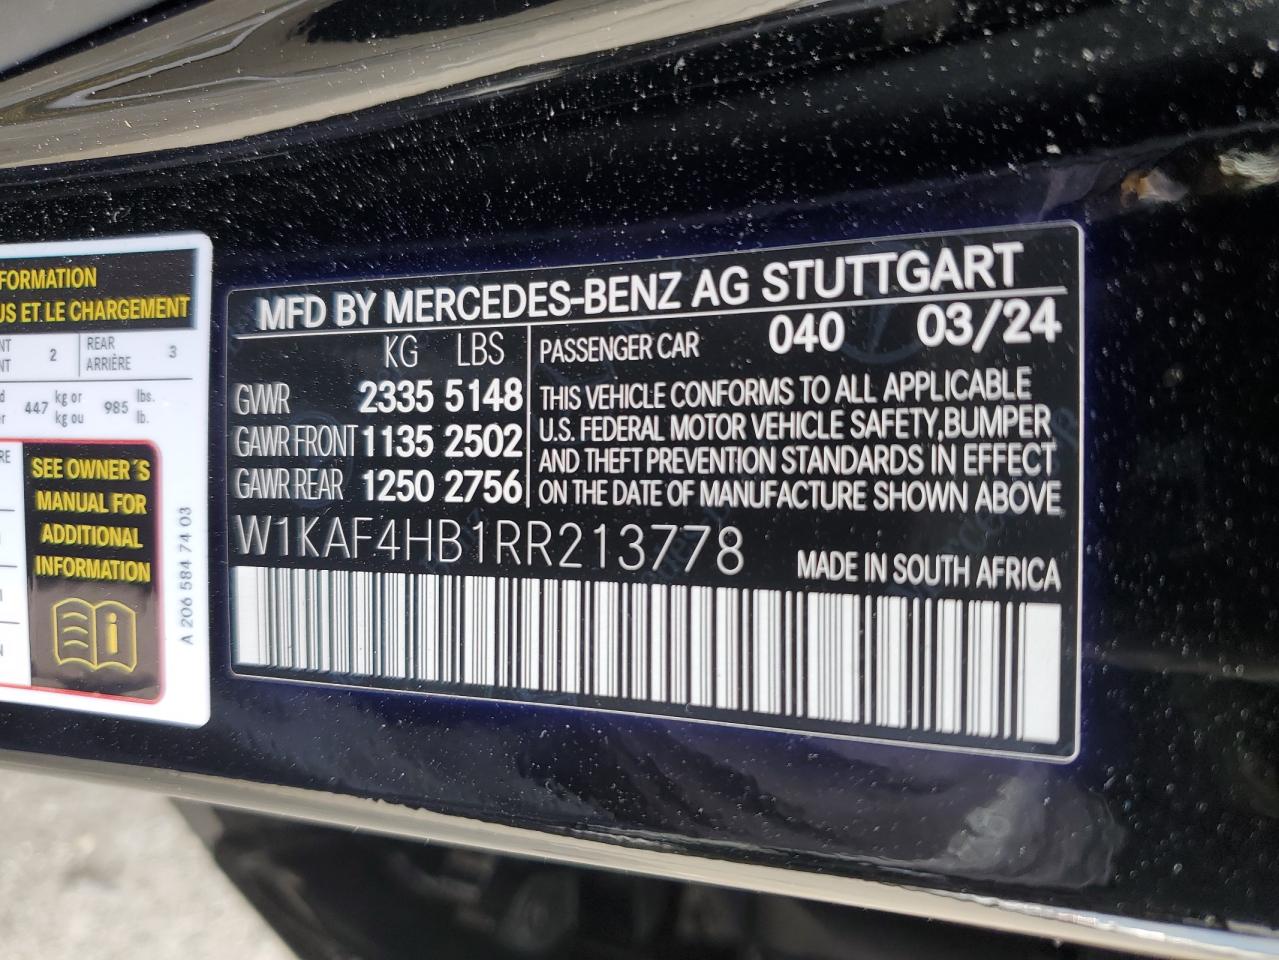 FORMATION
US ET LE CHARGEMENT
2
REAR
ARRIÈRE
3
447
kg or
kg ou
985
lbs.
lb.
SEE OWNER´S
MANUAL FOR
ADDITIONAL
INFORMATION
A 206 584 74 03
MFD BY MERCEDES-BENZ AG STUTTGART
KG LBS
GWWR 2335 5148
GAWR FRONT 1135 2502
GAWR REAR 1250 2756
PASSENGER CAR 040 03/24
THIS VEHICLE CONFORMS TO ALL APPLICABLE
U.S. FEDERAL MOTOR VEHICLE SAFETY, BUMPER
AND THEFT PREVENTION STANDARDS IN EFFECT
ON THE DATE OF MANUFACTURE SHOWN ABOVE
W1KAF4HB1RR213778
MADE IN SOUTH AFRICA